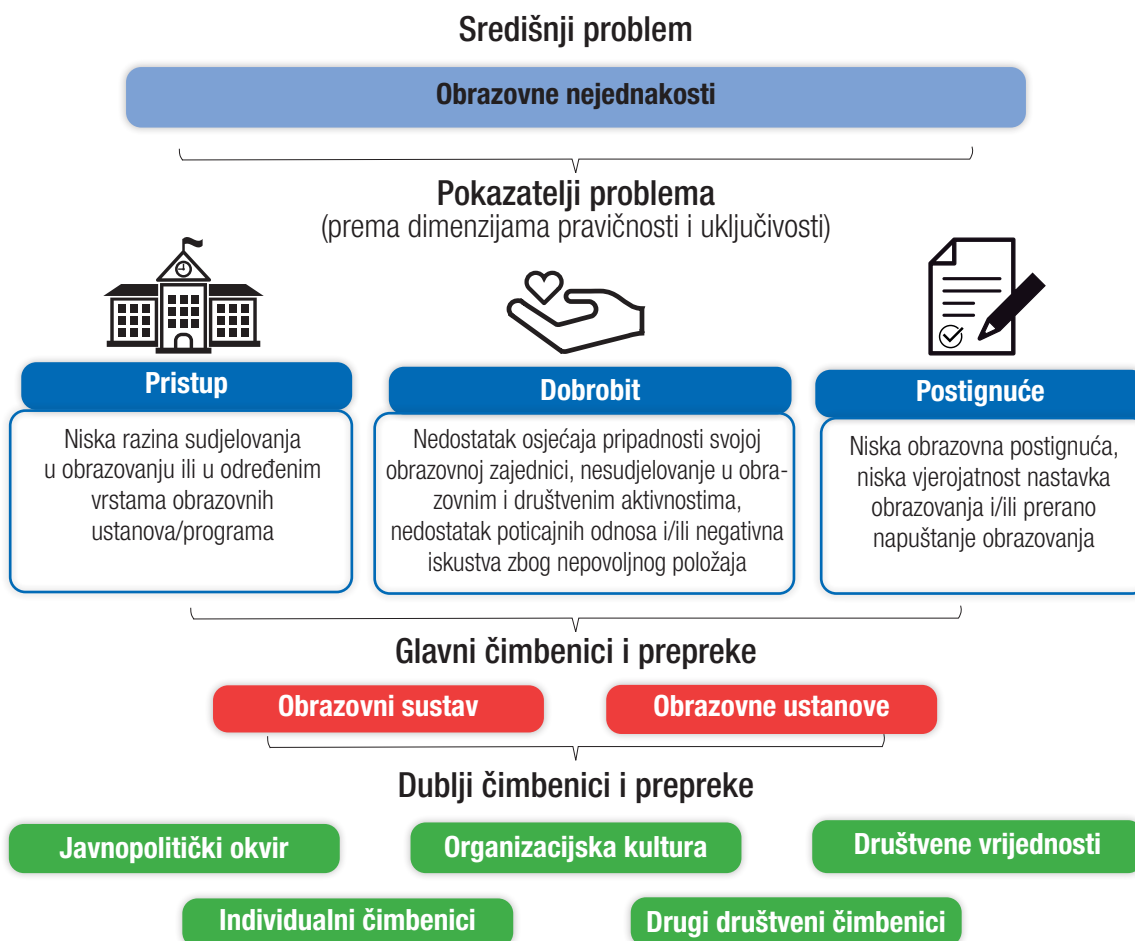 Središnji problem
Obrazovne nejednakosti
Pokazatelji problema
(prema dimenzijama pravičnosti i uključivosti)
Pristup
Niska razina sudjelovanja
u obrazovanju ili u određenim
vrstama obrazovnih
ustanova/programa
Dobrobit
Nedostatak osjećaja pripadnosti svojoj
obrazovnoj zajednici, nesudjelovanje u obra-
zovnim i društvenim aktivnostima,
nedostatak poticajnih odnosa i/ili negativna
iskustva zbog nepovoljnog položaja
Postignuće
Niska obrazovna postignuća,
niska vjerojatnost nastavka
obrazovanja i/ili prerano
napuštanje obrazovanja
Glavni čimbenici i prepreke
Obrazovni sustav
Obrazovne ustanove
Dublji čimbenici i prepreke
Javnopolitički okvir
Organizacijska kultura
Društvene vrijednosti
Individualni čimbenici
Drugi društveni čimbenici